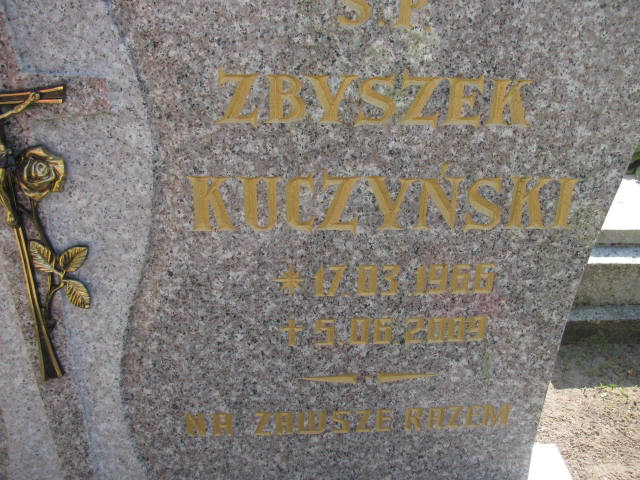 Ś.P.
ZBYSZEK
KUCZYŃSKI
* 17.03.1966
+ 5.06 2009
NA ZAWSZE RAZEM